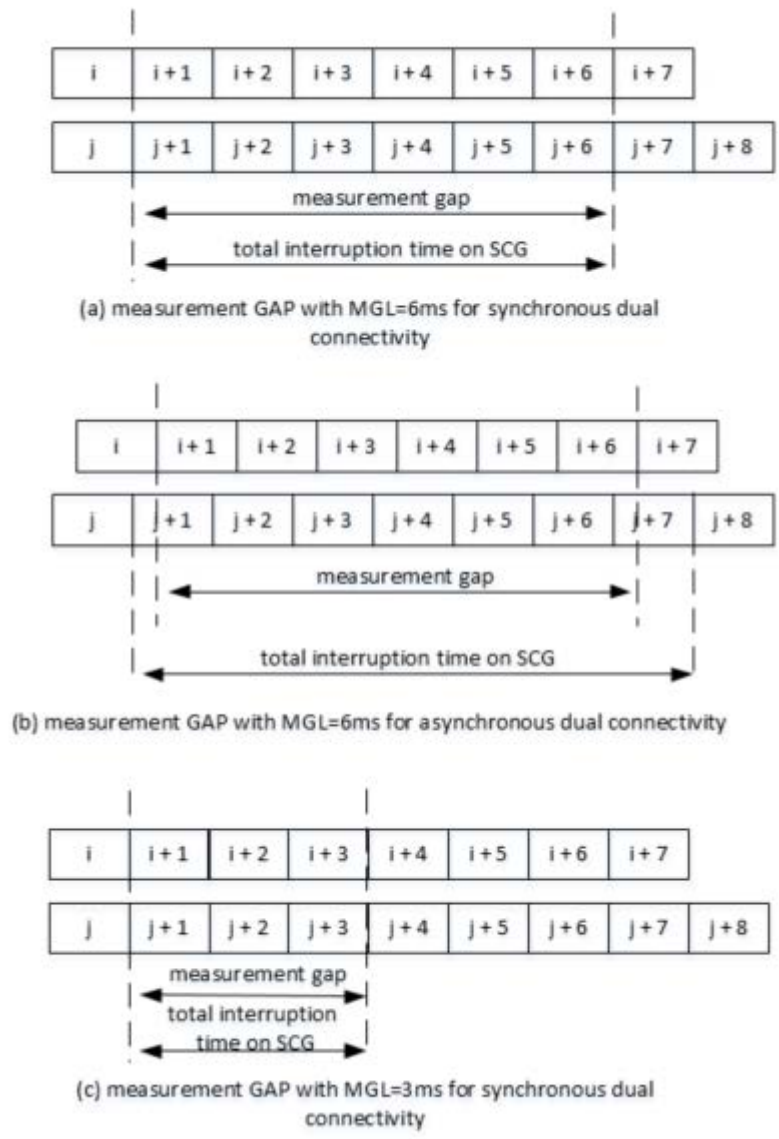 i i + 1 i + 2 i + 3 i + 4 i + 5 i + 6 i + 7
j j + 1 j + 2 j + 3 j + 4 j + 5 j + 6 j + 7 j + 8
measurement gap
total interruption time on SCG
(a) measurement GAP with MGL=6ms for synchronous dual
connectivity
i i + 1 i + 2 i + 3 i + 4 i + 5 i + 6 i + 7
j j + 1 j + 2 j + 3 j + 4 j + 5 j + 6 j + 7 j + 8
measurement gap
total interruption time on SCG
(b) measurement GAP with MGL=6ms for asynchronous dual connectivity
i i + 1 i + 2 i + 3 i + 4 i + 5 i + 6 i + 7
j j + 1 j + 2 j + 3 j + 4 j + 5 j + 6 j + 7 j + 8
measurement gap
total interruption
time on SCG
(c) measurement GAP with MGL=3ms for synchronous dual
connectivity